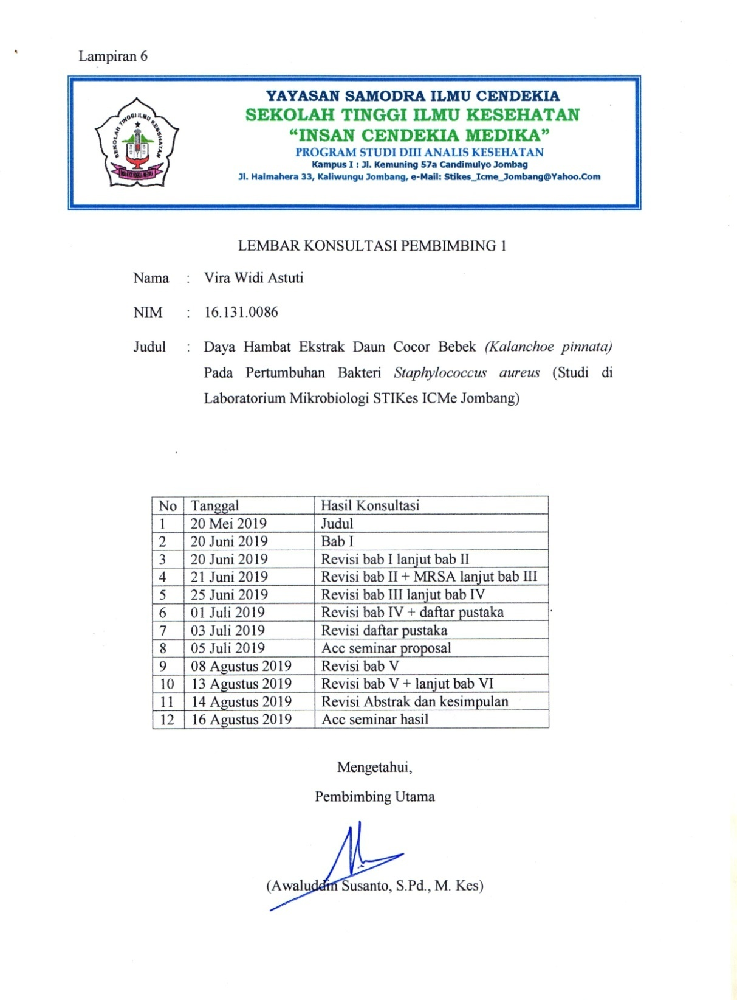 Lampiran 6
YAYASAN SAMODRA ILMU CENDEKIA
SEKOLAH TINGGI ILMU KESEHATAN
“INSAN CENDEKIA MEDIKA”
PROGRAM STUDI DIII ANALIS KESEHATAN
Kampus I : Jl. Kemuning 57a Candimulyo Jombag
Jl. Halmahera 33, Kaliwungu Jombang, e-Mail: Stikes_Icme_Jombang@Yahoo.Com
SEKOLAH TINGGI ILMU KESEHATAN
INSAN CENDEKIA MEDIKA
LEMBAR KONSULTASI PEMBIMBING 1
Nama : Vira Widi Astuti
NIM : 16.131.0086
Judul : Daya Hambat Ekstrak Daun Cocor Bebek (Kalanchoe pinnata)
Pada Pertumbuhan Bakteri Staphylococcus aureus (Studi di
Laboratorium Mikrobiologi STIKes ICMe Jombang)
No Tanggal Hasil Konsultasi
1 20 Mei 2019 Judul
2 20 Juni 2019 Bab I
3 20 Juni 2019 Revisi bab I lanjut bab II
4 21 Juni 2019 Revisi bab II + MRSA lanjut bab III
5 25 Juni 2019 Revisi bab III lanjut bab IV
6 01 Juli 2019 Revisi bab IV + daftar pustaka
7 03 Juli 2019 Revisi daftar pustaka
8 05 Juli 2019 Acc seminar proposal
9 08 Agustus 2019 Revisi bab V
10 13 Agustus 2019 Revisi bab V + lanjut bab VI
11 14 Agustus 2019 Revisi Abstrak dan kesimpulan
12 16 Agustus 2019 Acc seminar hasil
Mengetahui,
Pembimbing Utama
(Awaluddin Susanto, S.Pd., M. Kes)